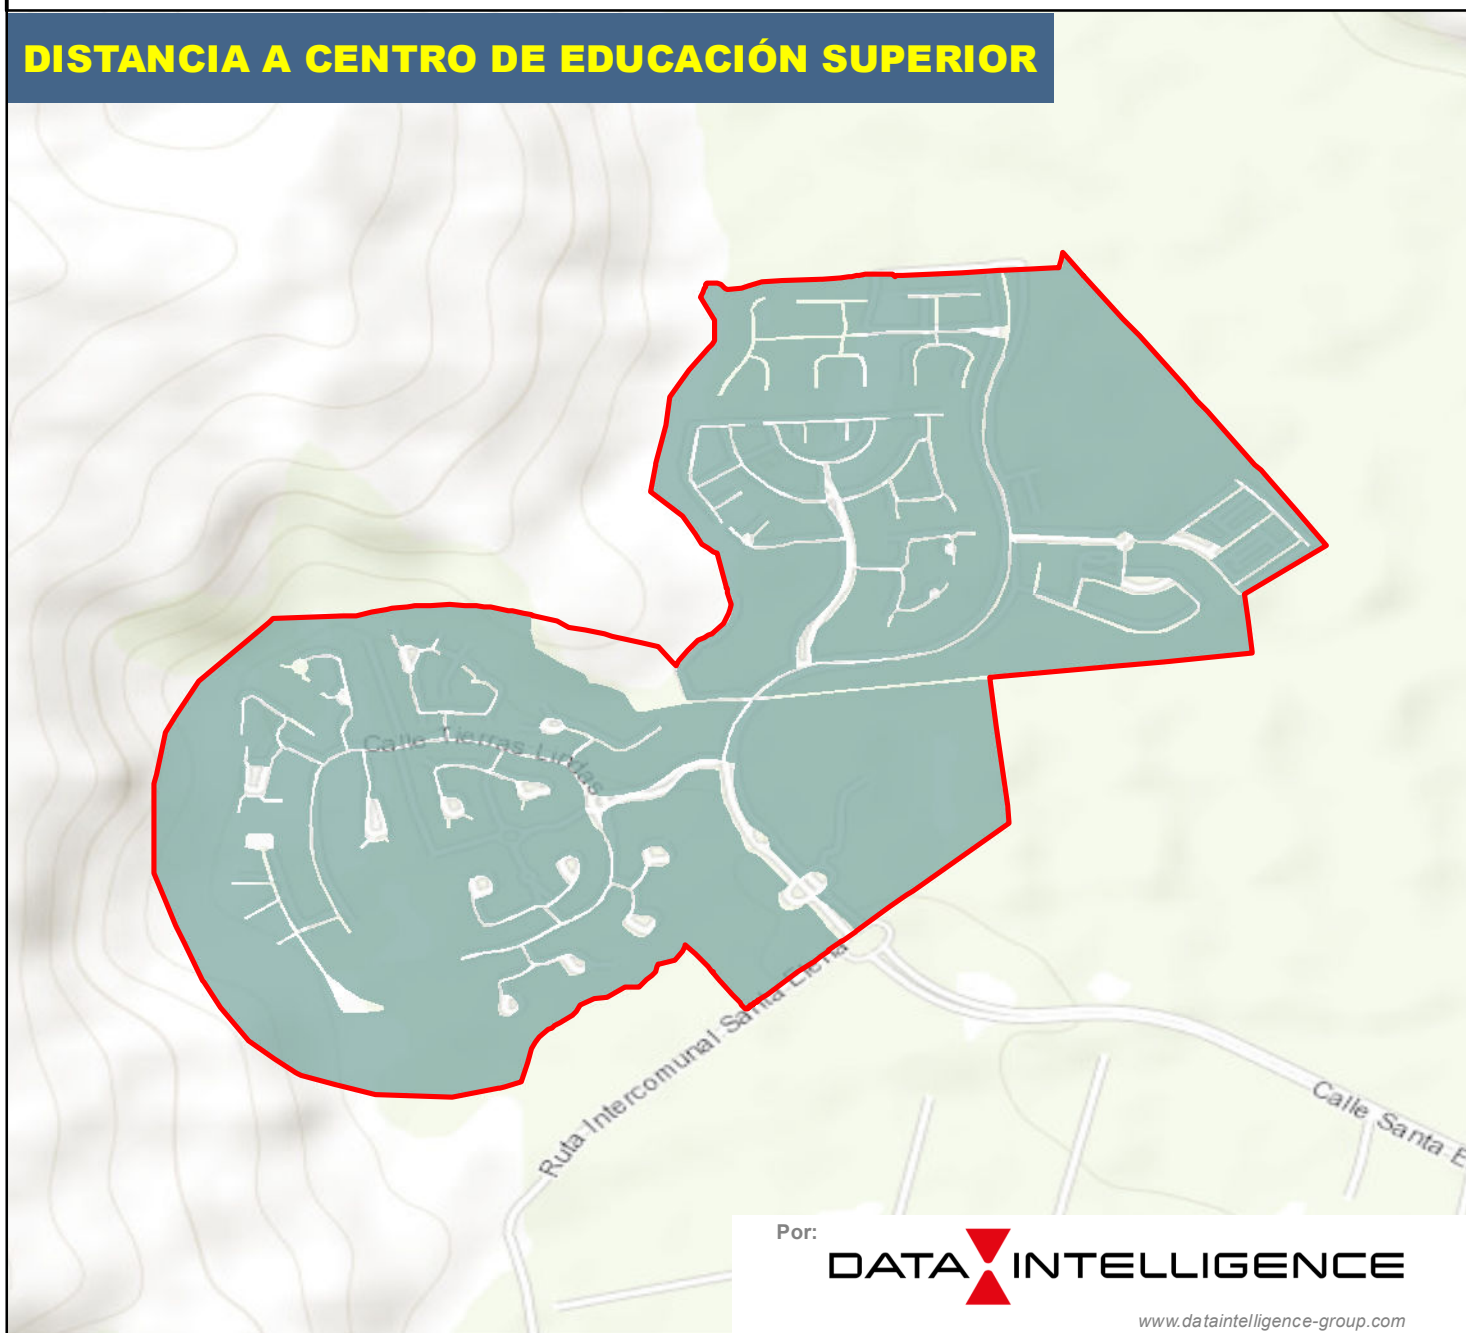 DISTANCIA A CENTRO DE EDUCACIÓN SUPERIOR
Calle Tierras Lindas
Ruta Intercomunal Santa Elena
Calle Santa E
Por:
DATA INTELLIGENCE
www.dataintelligence-group.com